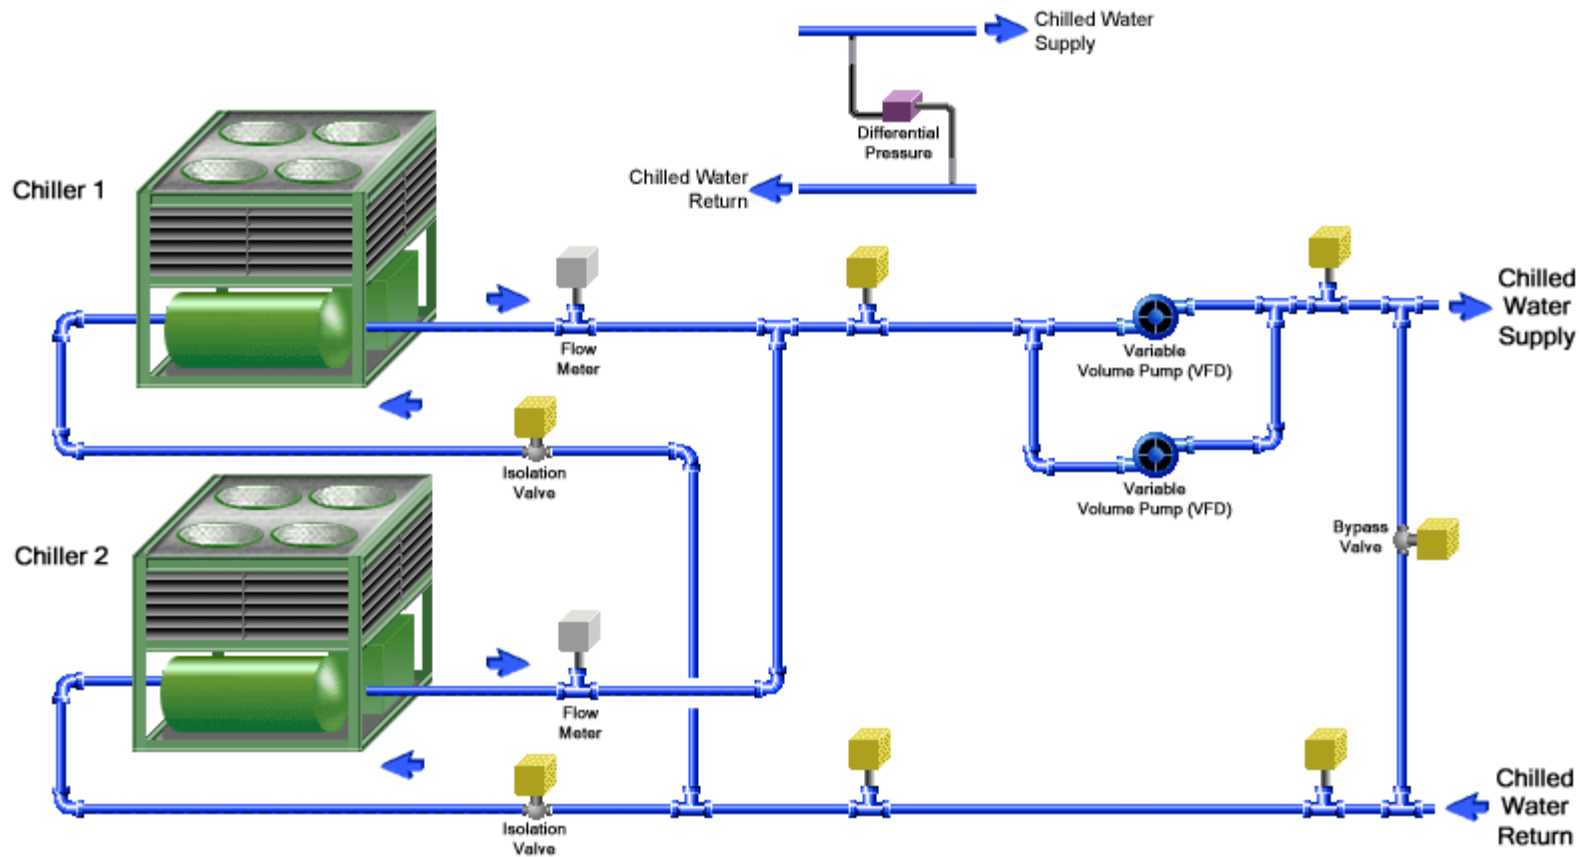 Chilled Water
Supply
Differential
Pressure
Chilled Water
Return
Chiller 1
Flow
Meter
Variable
Volume Pump (VFD)
Chilled
Water
Supply
Isolation
Valve
Variable
Volume Pump (VFD)
Bypass
Valve
Chiller 2
Flow
Meter
Isolation
Valve
Chilled
Water
Return